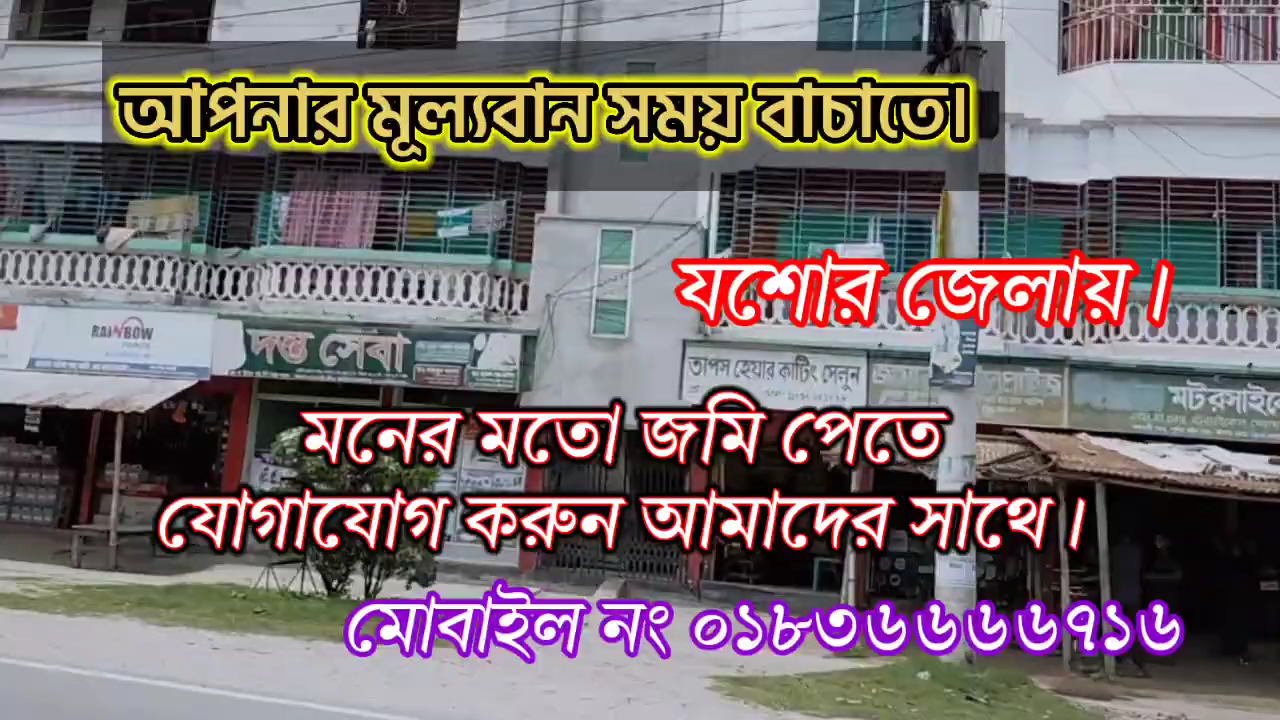 আপনার মূল্যবান সময় বাচাতে।
যশোর জেলায়।
RAINBOW
দন্ত সেবা
তাপস হেয়ার কাটিং সেলুন
মটরসাইকে
মনের মতো জমি পেতে
যোগাযোগ করুন আমাদের সাথে।
মোবাইল নং ০১৮৩৬৬৬৬৭১৬